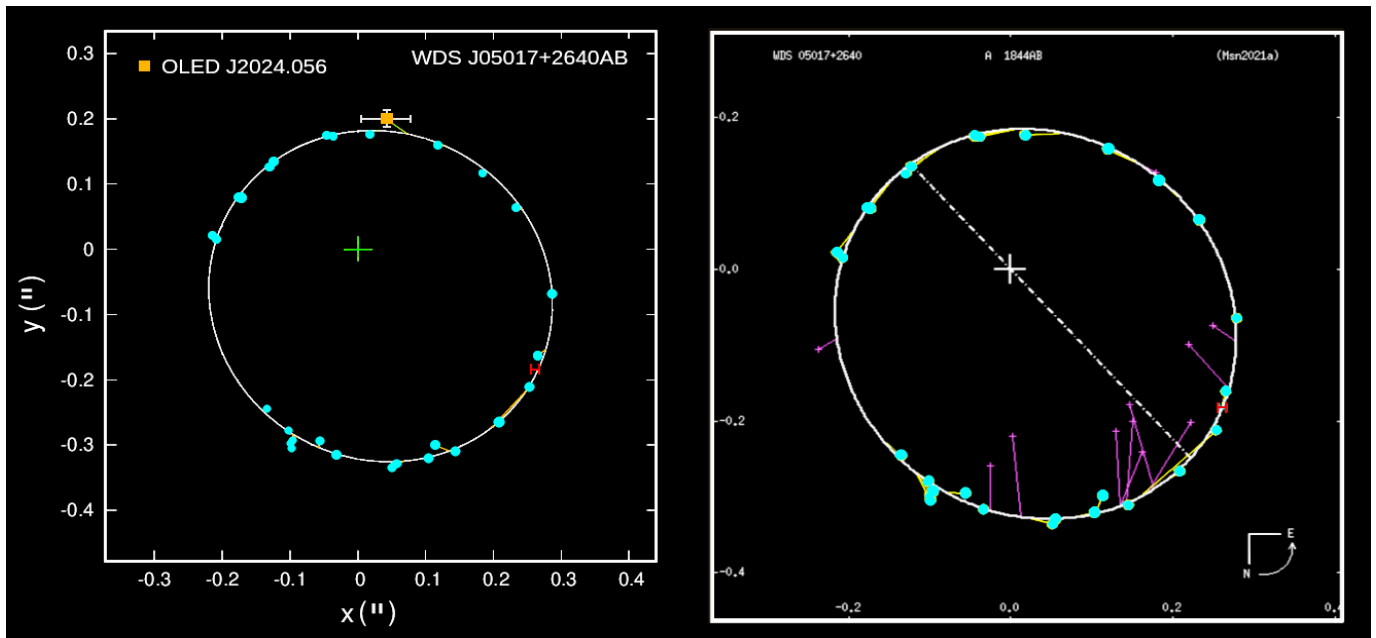 WDS J05017+2640AB
OLED J2024.056
0.3
0.2
0.1
0
-0.1
-0.2
-0.3
-0.4
y (")
-0.3 -0.2 -0.1 0 0.1 0.2 0.3 0.4
x (")
WDS 05017+2640 A 1844AB (Msn2021a)
-0.2
-0.0
-0.2
-0.4
-0.2 0.0 0.2 0.4
E
N